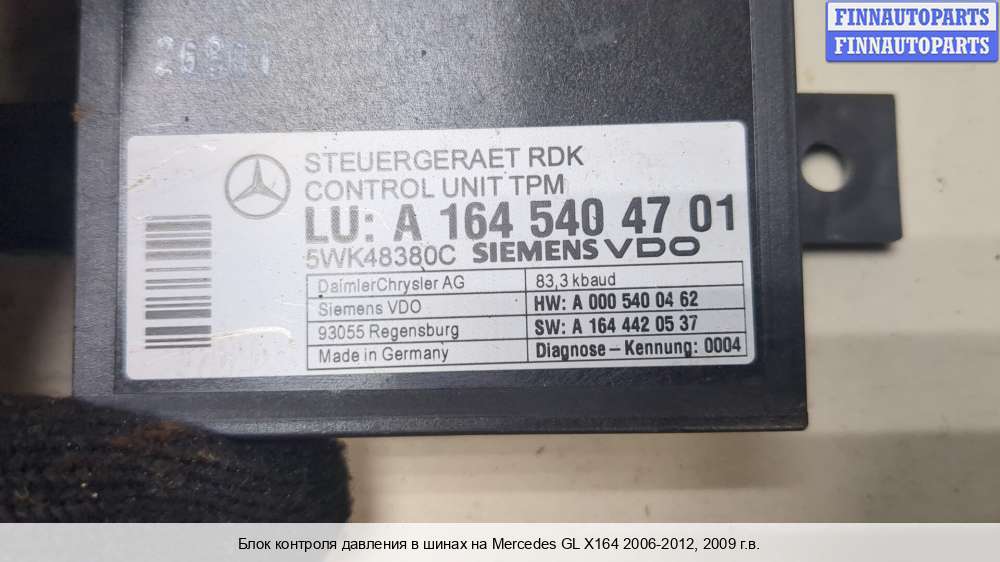 FINNAUTOPARTS
FINNAUTOPARTS
STEUERGERAET RDK
CONTROL UNIT TPM
LU: A 164 540 47 01
5WK48380C SIEMENS VDO
DaimlerChrysler AG 83,3 kbaud
Siemens VDO HW: A 000 540 04 62
93055 Regensburg SW: A 164 442 05 37
Made in Germany Diagnose – Kennung: 0004
Блок контроля давления в шинах на Mercedes GL X164 2006-2012, 2009 г.в.